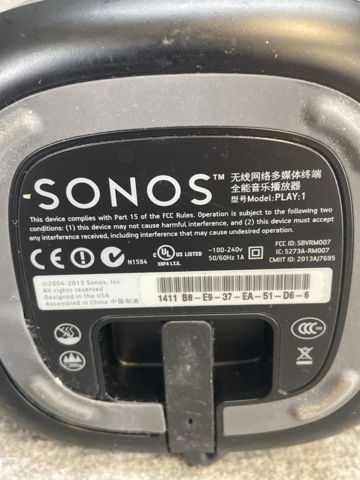 SONOS™
无线网络多媒体终端
全能音乐播放器
型号Model:PLAY:1
This device complies with Part 15 of the FCC Rules. Operation is subject to the following two
conditions: (1) this device may not cause harmful interference, and (2) this device must accept
any interference received, including interference that may cause undesired operation.
FCC ID: SBVRM007
IC: 5273A-RM007
CMIIT ID: 2013AJ7695
CE
N1594
c UL US LISTED
~100-240v
50/60Hz 1A
©2004-2013 Sonos, Inc.
All rights reserved
Designed in the USA
Assembled in China 中国制造
1411 B8-E9-37-EA-51-D6-6
CCC